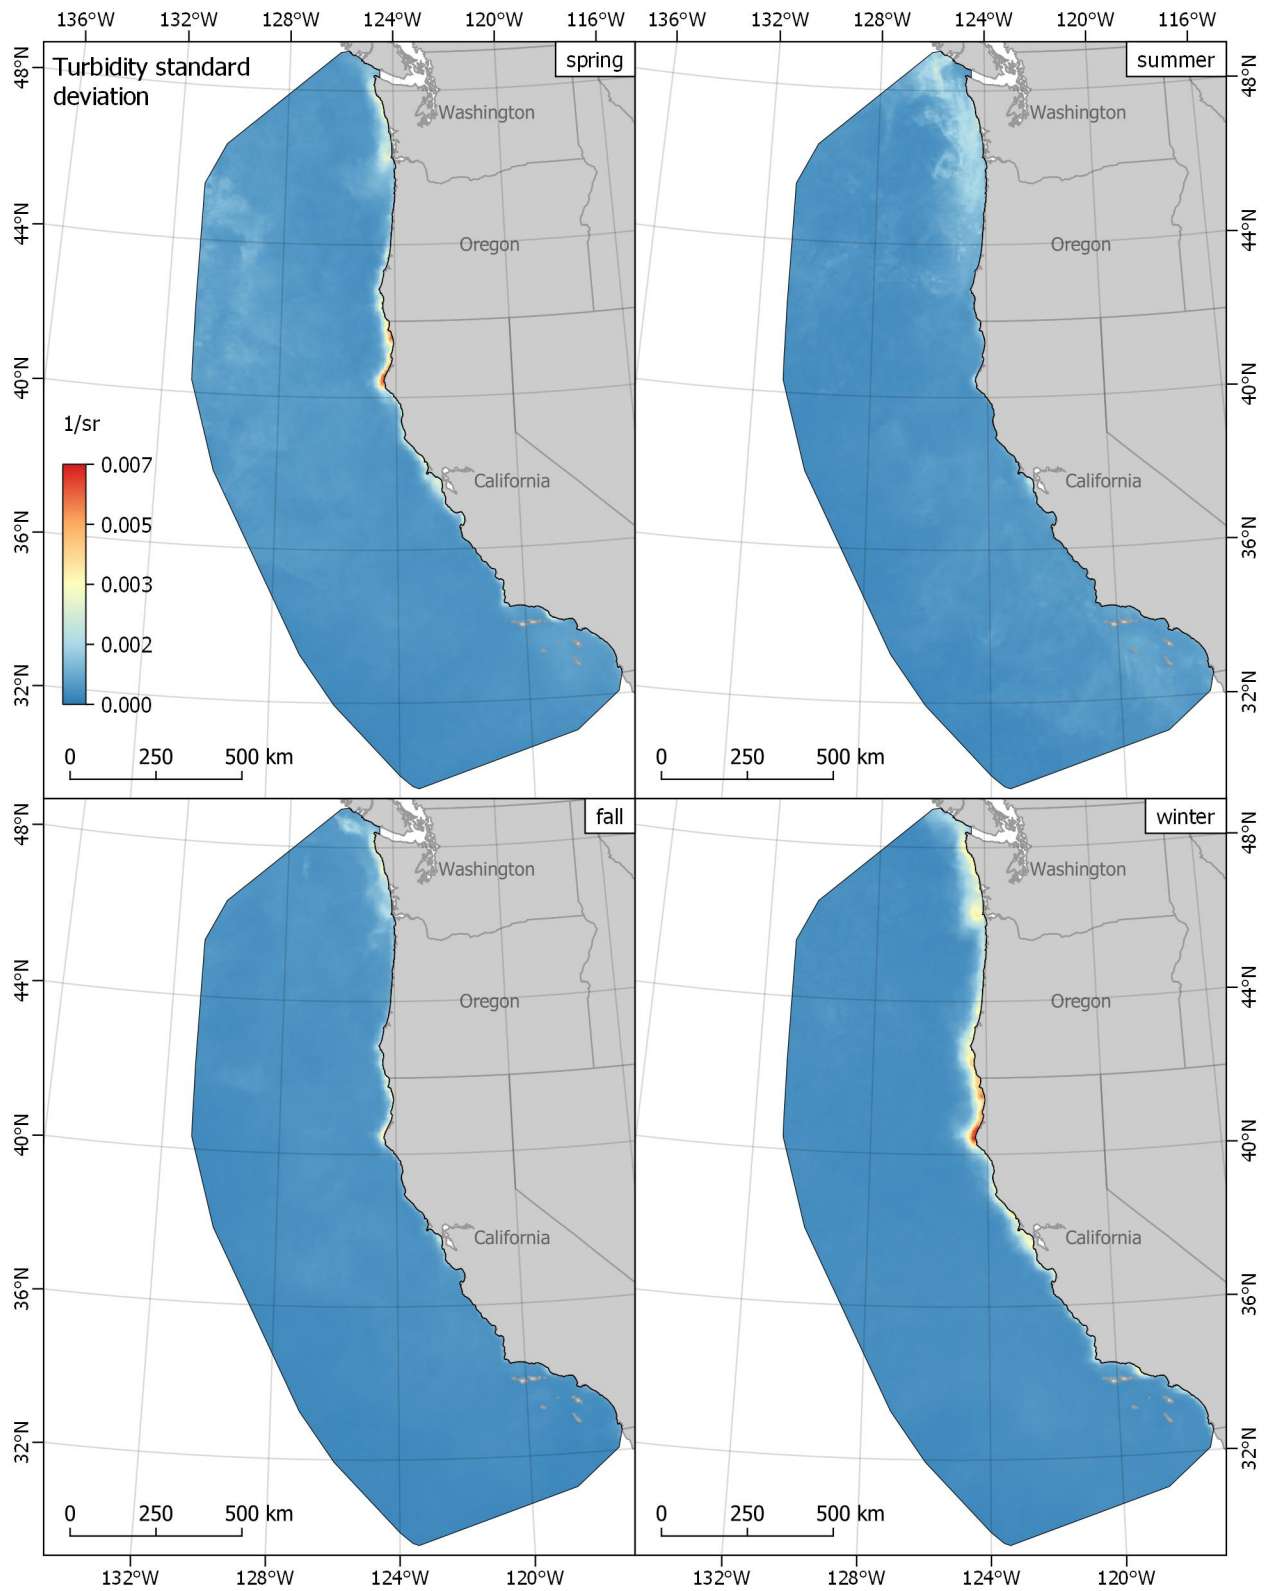 136°W 132°W 128°W 124°W 120°W 116°W 136°W 132°W 128°W 124°W 120°W 116°W
Turbidity standard
deviation
spring
summer
48°N
48°N
Washington
Washington
44°N
44°N
Oregon
Oregon
40°N
40°N
1/sr
0.007
0.005
0.003
0.002
0.000
California
California
36°N
36°N
32°N
32°N
0 250 500 km
0 250 500 km
fall
winter
48°N
48°N
Washington
Washington
44°N
44°N
Oregon
Oregon
40°N
40°N
California
California
36°N
36°N
32°N
32°N
0 250 500 km
0 250 500 km
132°W 128°W 124°W 120°W 132°W 128°W 124°W 120°W